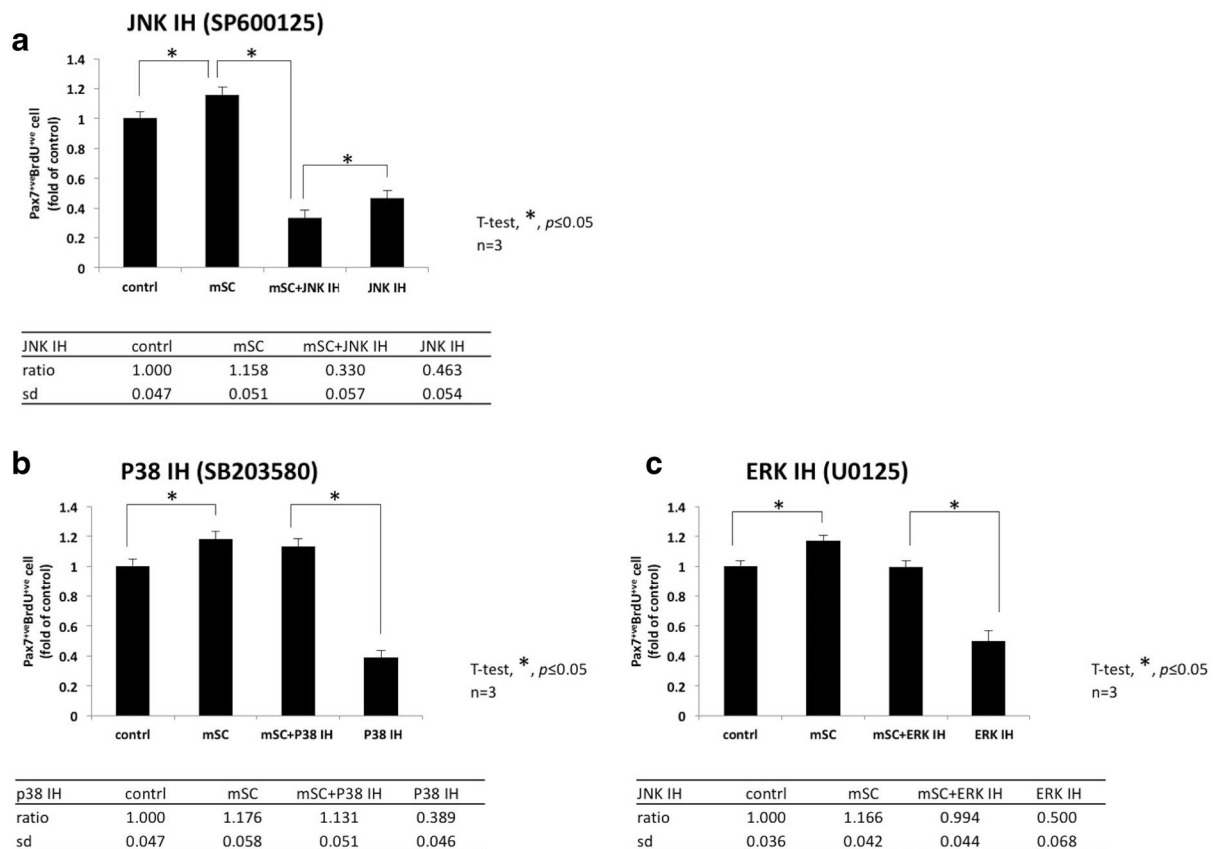 a
JNK IH (SP600125)
* *
*
Pax7+veBrdU+ve cell
(fold of control)
1.4
1.2
1
0.8
0.6
0.4
0.2
0
contrl mSC mSC+JNK IH JNK IH
T-test, *, p≤0.05
n=3
JNK IH contrl mSC mSC+JNK IH JNK IH
ratio 1.000 1.158 0.330 0.463
sd 0.047 0.051 0.057 0.054
b
P38 IH (SB203580)
* *
Pax7+veBrdU+ve cell
(fold of control)
1.4
1.2
1
0.8
0.6
0.4
0.2
0
contrl mSC mSC+P38 IH P38 IH
T-test, *, p≤0.05
n=3
p38 IH contrl mSC mSC+P38 IH P38 IH
ratio 1.000 1.176 1.131 0.389
sd 0.047 0.058 0.051 0.046
c
ERK IH (U0125)
* *
Pax7+veBrdU+ve cell
(fold of control)
1.4
1.2
1
0.8
0.6
0.4
0.2
0
contrl mSC mSC+ERK IH ERK IH
T-test, *, p≤0.05
n=3
JNK IH contrl mSC mSC+ERK IH ERK IH
ratio 1.000 1.166 0.994 0.500
sd 0.036 0.042 0.044 0.068